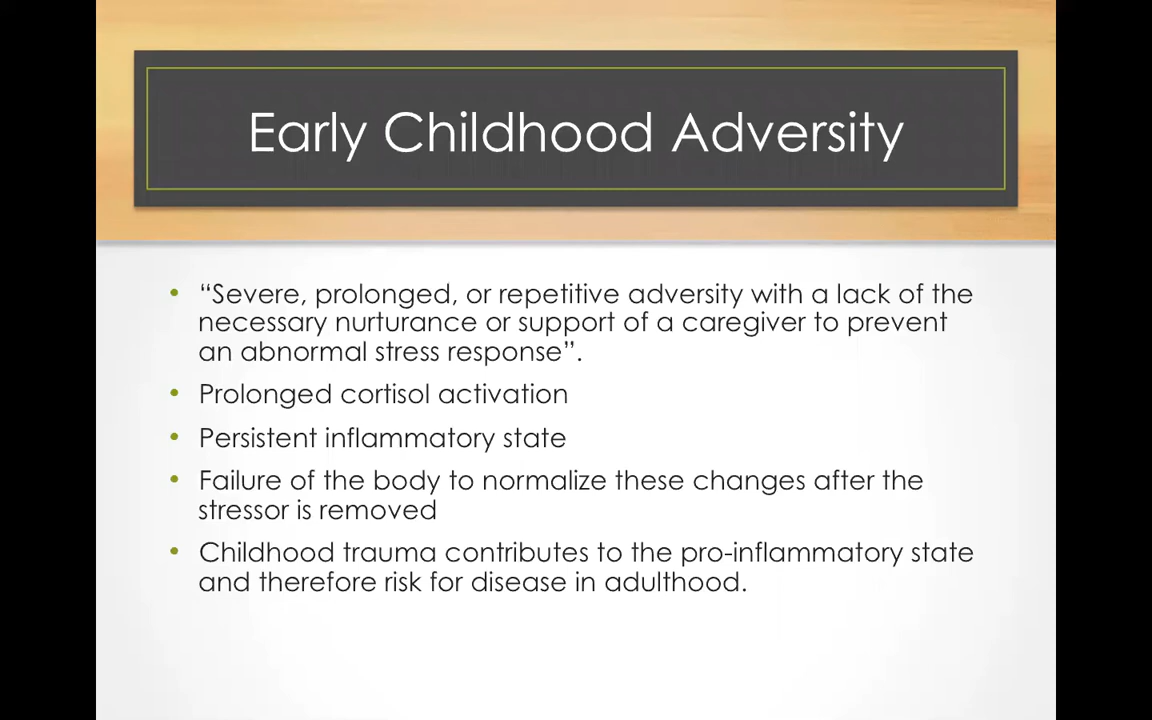 Early Childhood Adversity
• “Severe, prolonged, or repetitive adversity with a lack of the
necessary nurturance or support of a caregiver to prevent
an abnormal stress response”.
• Prolonged cortisol activation
• Persistent inflammatory state
• Failure of the body to normalize these changes after the
stressor is removed
• Childhood trauma contributes to the pro-inflammatory state
and therefore risk for disease in adulthood.